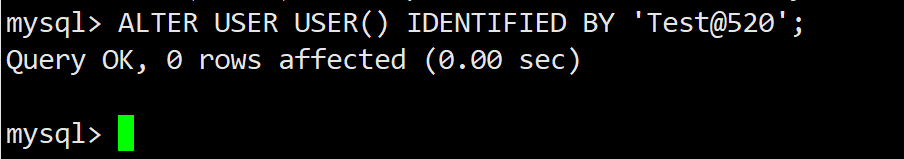 mysql> ALTER USER USER() IDENTIFIED BY 'Test@520';
Query OK, 0 rows affected (0.00 sec)
mysql>